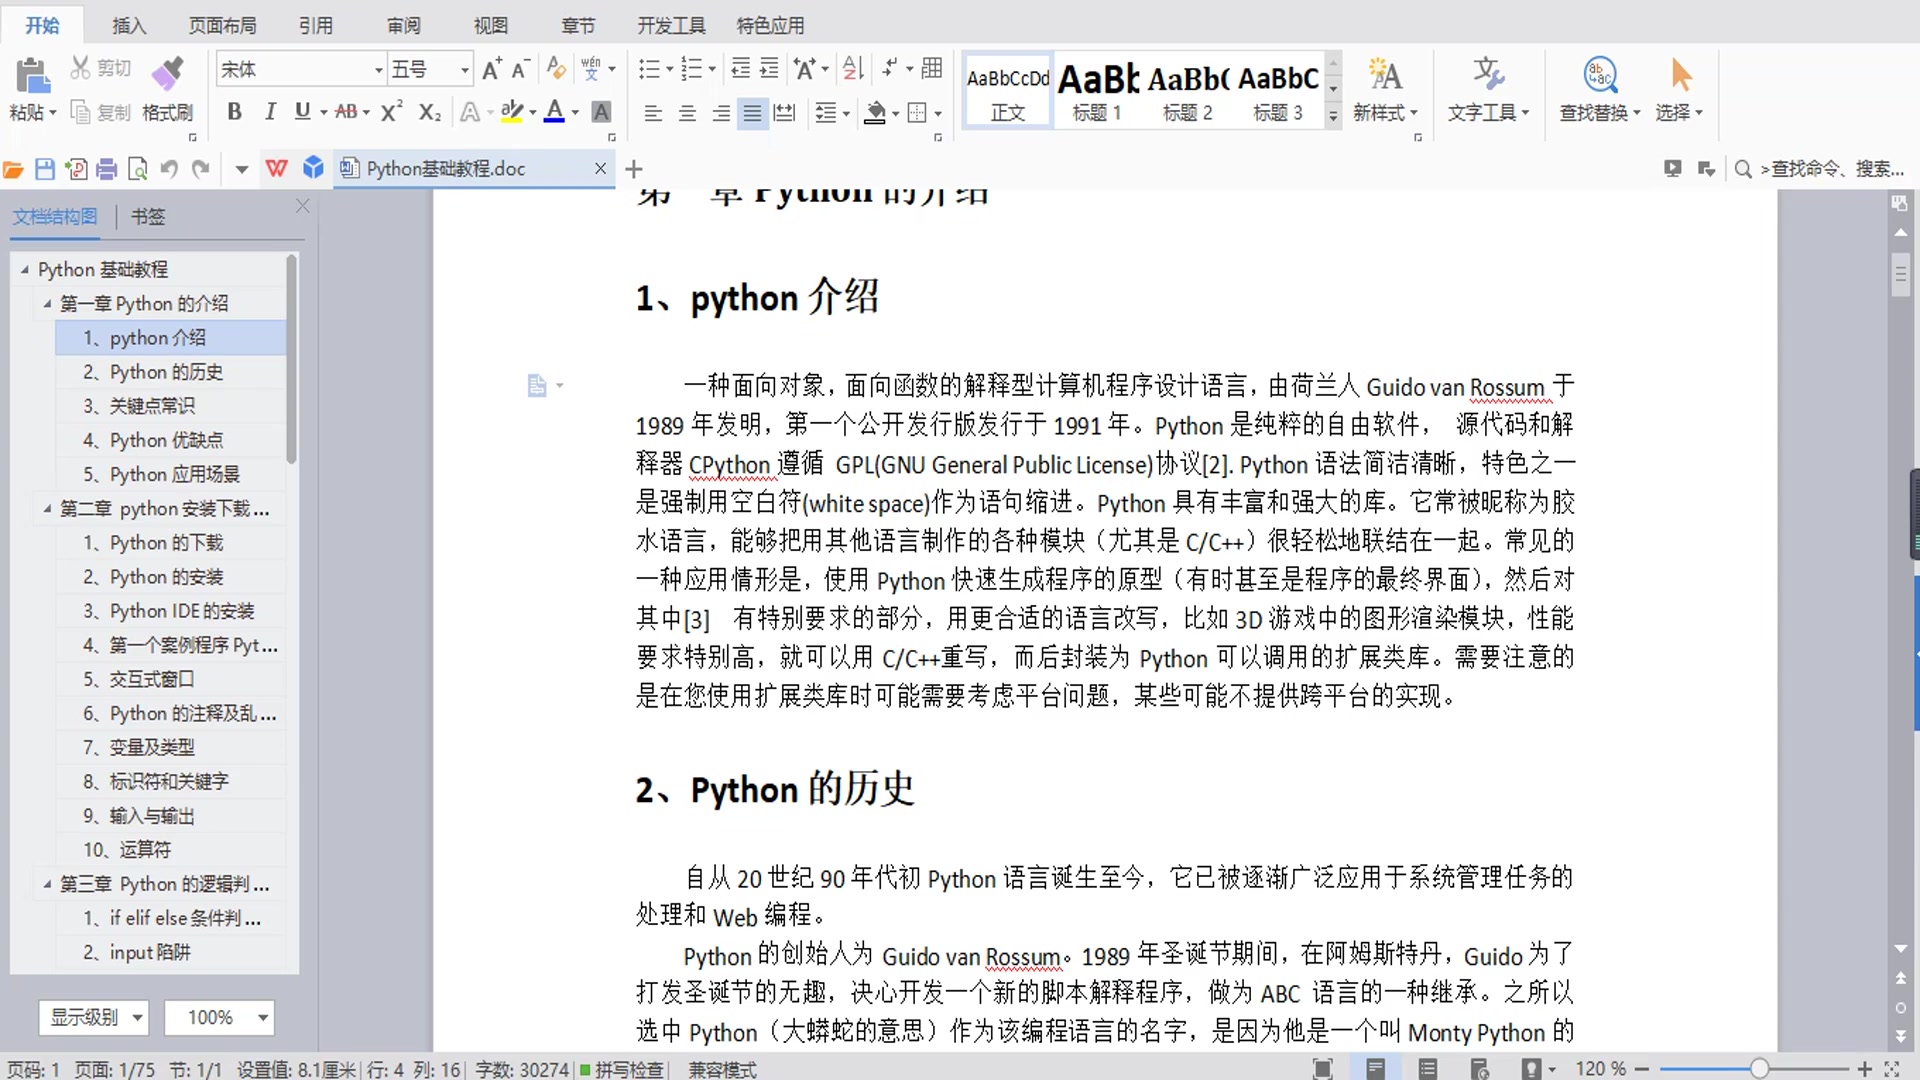 开始 插入 页面布局 引用 审阅 视图 章节 开发工具 特色应用
粘贴 剪切 复制 格式刷 宋体 五号
B I U AB X² X₂ A A A
AaBbCcDd AaBb AaBb( AaBbC
正文 标题 1 标题 2 标题 3 新样式 文字工具 查找替换 选择
Python基础教程.doc >查找命令、搜索...
文档结构图 书签
Python 基础教程
第一章 Python 的介绍
1、python 介绍
2、Python 的历史
3、关键点常识
4、Python 优缺点
5、Python 应用场景
第二章 python 安装下载...
1、Python 的下载
2、Python 的安装
3、Python IDE 的安装
4、第一个案例程序 Pyt...
5、交互式窗口
6、Python 的注释及乱...
7、变量及类型
8、标识符和关键字
9、输入与输出
10、运算符
第三章 Python 的逻辑判...
1、if elif else 条件判...
2、input 陷阱
显示级别 100%
第一章 Python 的介绍
1、python 介绍
一种面向对象，面向函数的解释型计算机程序设计语言，由荷兰人 Guido van Rossum 于
1989 年发明，第一个公开发行版发行于 1991 年。Python 是纯粹的自由软件， 源代码和解
释器 CPython 遵循 GPL(GNU General Public License)协议[2]. Python 语法简洁清晰，特色之一
是强制用空白符(white space)作为语句缩进。Python 具有丰富和强大的库。它常被昵称为胶
水语言，能够把用其他语言制作的各种模块（尤其是 C/C++）很轻松地联结在一起。常见的
一种应用情形是，使用 Python 快速生成程序的原型（有时甚至是程序的最终界面），然后对
其中[3] 有特别要求的部分，用更合适的语言改写，比如 3D 游戏中的图形渲染模块，性能
要求特别高，就可以用 C/C++重写，而后封装为 Python 可以调用的扩展类库。需要注意的
是在您使用扩展类库时可能需要考虑平台问题，某些可能不提供跨平台的实现。
2、Python 的历史
自从 20 世纪 90 年代初 Python 语言诞生至今，它已被逐渐广泛应用于系统管理任务的
处理和 Web 编程。
Python 的创始人为 Guido van Rossum。1989 年圣诞节期间，在阿姆斯特丹，Guido 为了
打发圣诞节的无趣，决心开发一个新的脚本解释程序，做为 ABC 语言的一种继承。之所以
选中 Python（大蟒蛇的意思）作为该编程语言的名字，是因为他是一个叫 Monty Python 的
页码: 1 页面: 1/75 节: 1/1 设置值: 8.1厘米 行: 4 列: 16 字数: 30274 拼写检查 兼容模式 120 %